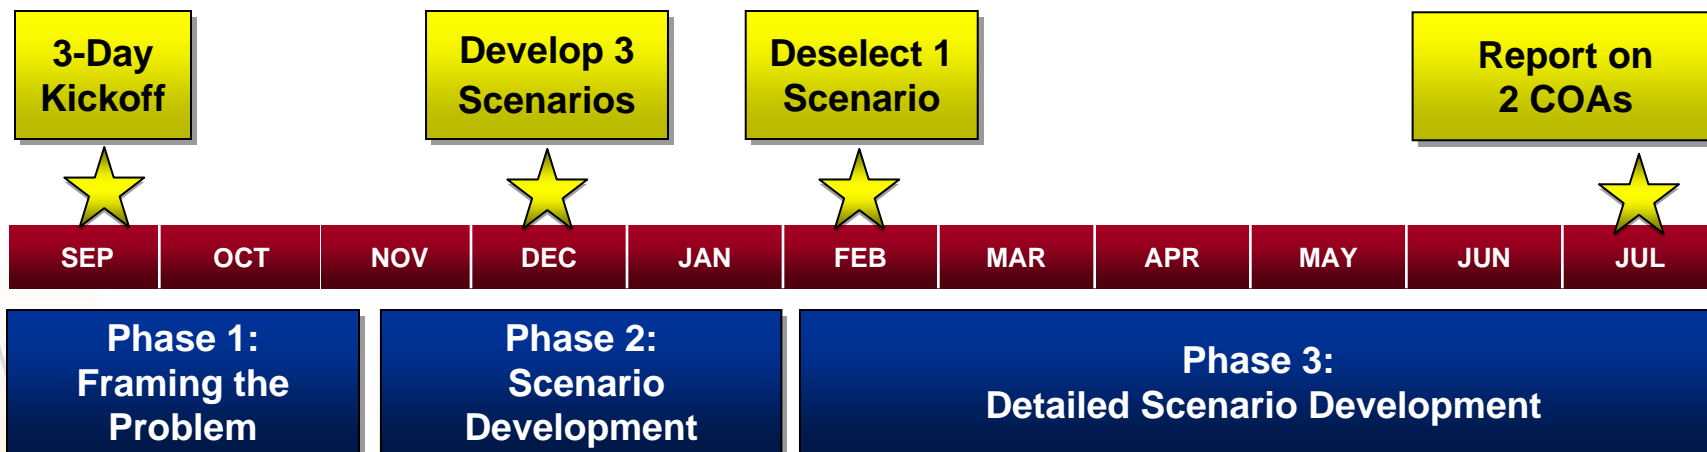 3-Day
Kickoff
Develop 3
Scenarios
Deselect 1
Scenario
Report on
2 COAs
SEP OCT NOV DEC JAN FEB MAR APR MAY JUN JUL
Phase 1:
Framing the
Problem
Phase 2:
Scenario
Development
Phase 3:
Detailed Scenario Development